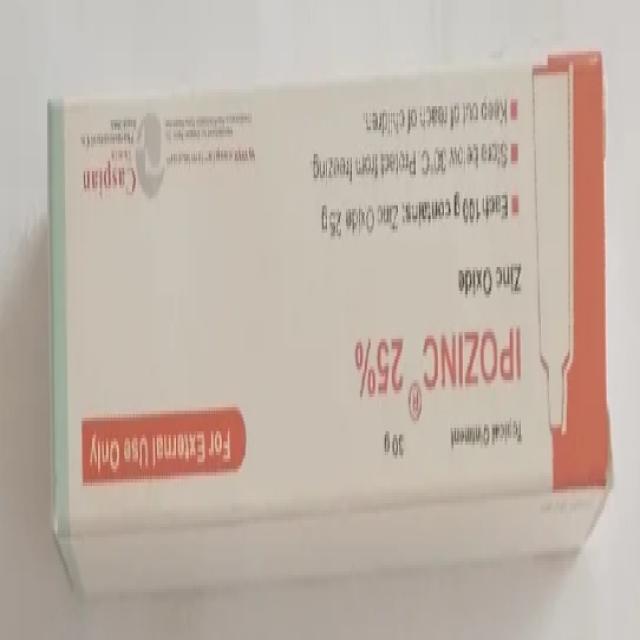 Topical Ointment 30 g
For External Use Only
IPOZINC® 25%
Zinc Oxide
Each 100 g contains: Zinc Oxide 25 g
Store below 30°C. Protect from freezing.
Keep out of reach of children.
Caspian